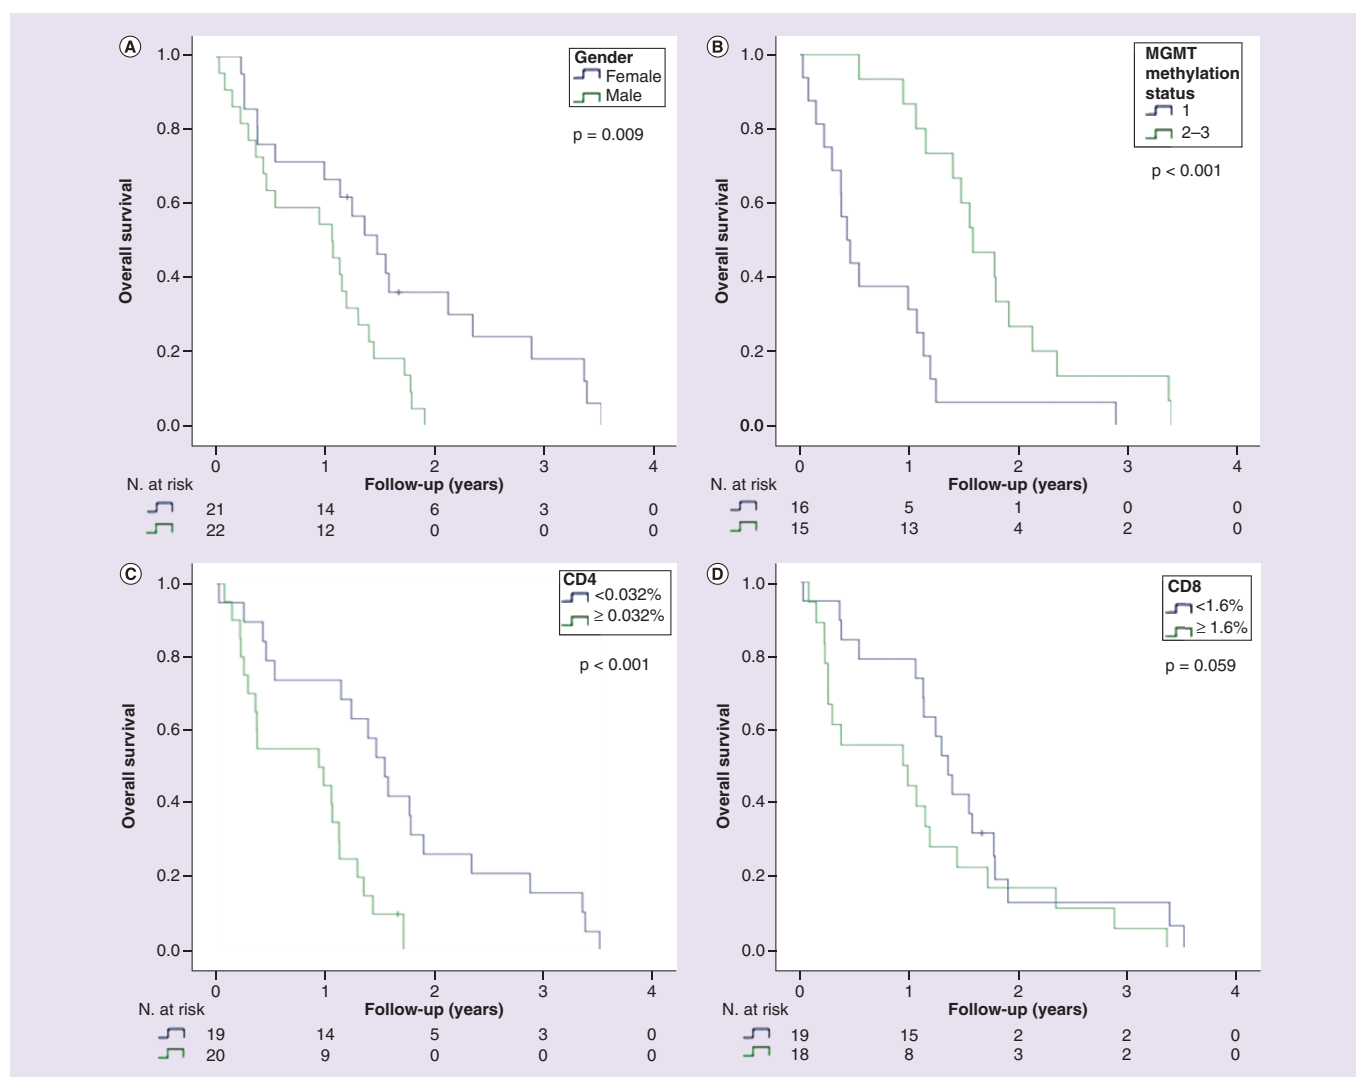 A
1.0
0.8
0.6
0.4
0.2
0.0
Overall survival
Gender
Female
Male
p = 0.009
0 1 2 3 4
N. at risk Follow-up (years)
21 14 6 3 0
22 12 0 0 0
B
1.0
0.8
0.6
0.4
0.2
0.0
Overall survival
MGMT
methylation
status
1
2–3
p < 0.001
0 1 2 3 4
N. at risk Follow-up (years)
16 5 1 0 0
15 13 4 2 0
C
1.0
0.8
0.6
0.4
0.2
0.0
Overall survival
CD4
<0.032%
≥ 0.032%
p < 0.001
0 1 2 3 4
N. at risk Follow-up (years)
19 14 5 3 0
20 9 0 0 0
D
1.0
0.8
0.6
0.4
0.2
0.0
Overall survival
CD8
<1.6%
≥ 1.6%
p = 0.059
0 1 2 3 4
N. at risk Follow-up (years)
19 15 2 2 0
18 8 3 2 0